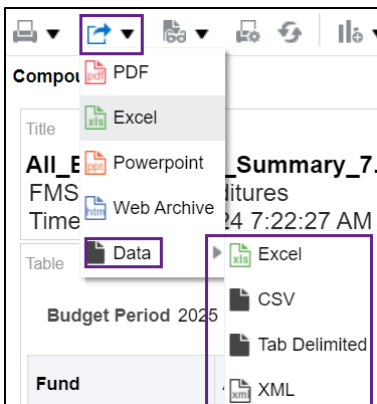 Compou
PDF
Title
Excel
All_E
Powerpoint
_Summary_7.
FMS
Web Archive
ditures
Time
24 7:22:27 AM
Table
Data
Excel
CSV
Budget Period 2025
Tab Delimited
Fund
XML